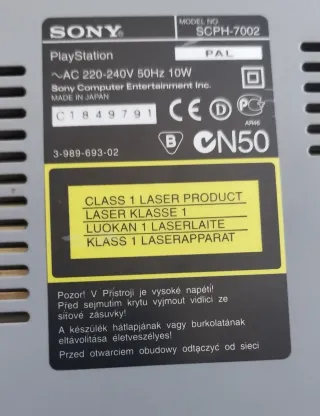 SONY
MODEL NO.
SCPH-7002
PlayStation
PAL
~AC 220-240V 50Hz 10W
Sony Computer Entertainment Inc.
MADE IN JAPAN
C1849791
CE D PC
AR46
3-989-693-02
B N50
CLASS 1 LASER PRODUCT
LASER KLASSE 1
LUOKAN 1 LASERLAITE
KLASS 1 LASERAPPARAT
Pozor! V Přístroji je vysoké napětí!
Před sejmutím krytu vyjmout vidlici ze
síťové zásuvky!
A készülék hátlapjának vagy burkolatának
eltávolítása életveszélyes!
Przed otwarciem obudowy odłączyć od sieci